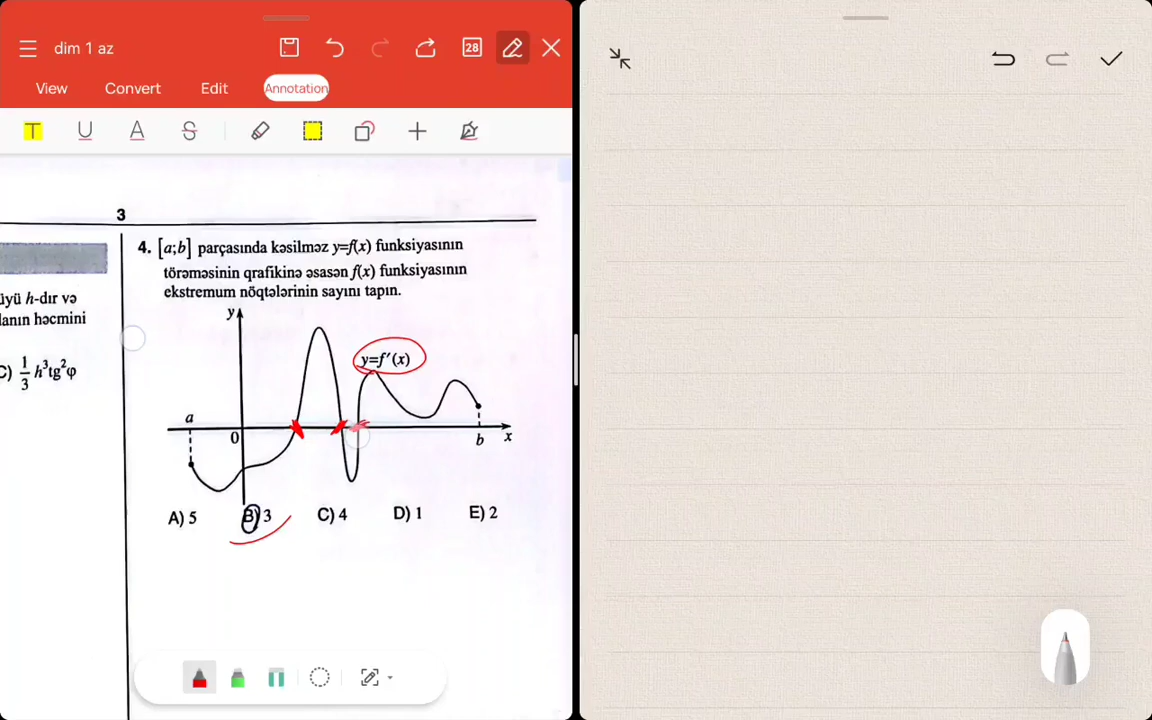 dim 1 az
28
View
Convert
Edit
Annotation
T
U
A
S
3
üyü h-dır və
lanın həcmini
C) 1/3 h³tg²φ
4. [a;b] parçasında kəsilməz y=f(x) funksiyasının
törəməsinin qrafikinə əsasən f(x) funksiyasının
ekstremum nöqtələrinin sayını tapın.
y
y=f'(x)
a
0
b
x
A) 5
B) 3
C) 4
D) 1
E) 2